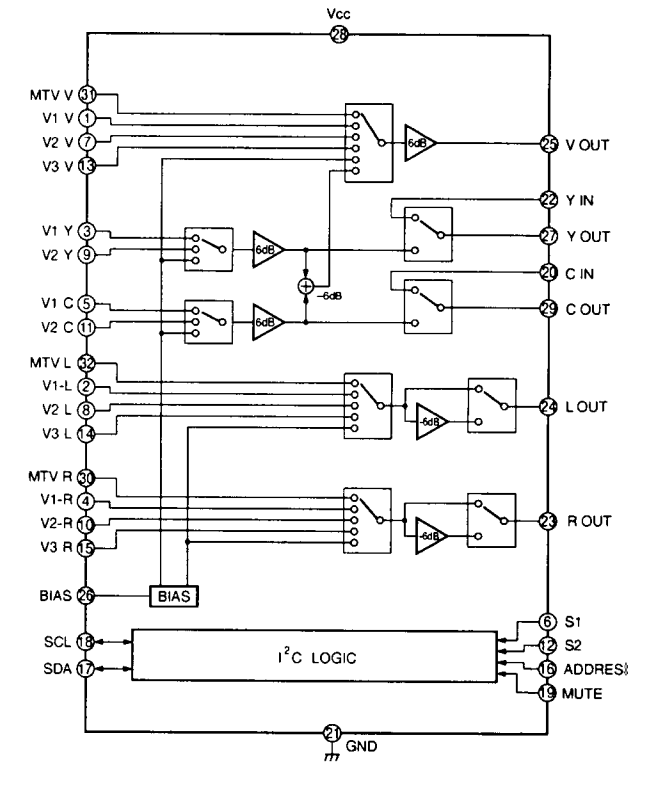 Vcc
28
MTV V 31
V1 V 1
V2 V 7
V3 V 13
6dB
25 V OUT
22 Y IN
V1 Y 3
V2 Y 9
6dB
27 Y OUT
20 C IN
-6dB
V1 C 5
V2 C 11
6dB
29 C OUT
MTV L 32
V1-L 2
V2 L 8
V3 L 14
-6dB
24 L OUT
MTV R 30
V1-R 4
V2-R 10
V3 R 15
-6dB
23 R OUT
BIAS 26
BIAS
SCL 18
SDA 17
I²C LOGIC
6 S1
12 S2
16 ADDRESS
19 MUTE
21
GND